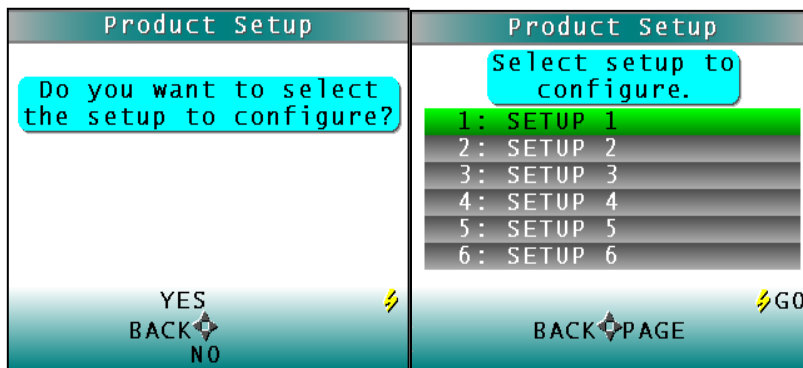 Product Setup
Do you want to select
the setup to configure?
YES
BACK
NO
Product Setup
Select setup to
configure.
1: SETUP 1
2: SETUP 2
3: SETUP 3
4: SETUP 4
5: SETUP 5
6: SETUP 6
GO
BACK PAGE